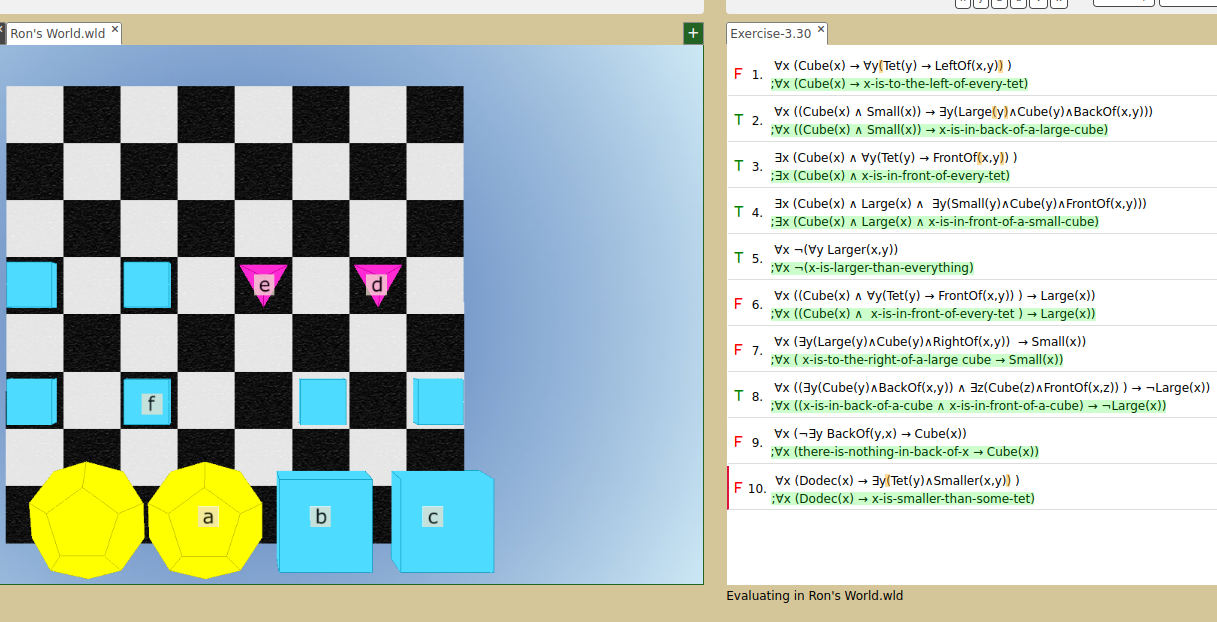 Ron's World.wld ×
+
Exercise-3.30 ×
F 1. ∀x (Cube(x) → ∀y(Tet(y) → LeftOf(x,y)) )
;∀x (Cube(x) → x-is-to-the-left-of-every-tet)
T 2. ∀x ((Cube(x) ∧ Small(x)) → ∃y(Large(y)∧Cube(y)∧BackOf(x,y)))
;∀x ((Cube(x) ∧ Small(x)) → x-is-in-back-of-a-large-cube)
T 3. ∃x (Cube(x) ∧ ∀y(Tet(y) → FrontOf(x,y)) )
;∃x (Cube(x) ∧ x-is-in-front-of-every-tet)
T 4. ∃x (Cube(x) ∧ Large(x) ∧  ∃y(Small(y)∧Cube(y)∧FrontOf(x,y)))
;∃x (Cube(x) ∧ Large(x) ∧ x-is-in-front-of-a-small-cube)
T 5. ∀x ¬(∀y Larger(x,y))
;∀x ¬(x-is-larger-than-everything)
F 6. ∀x ((Cube(x) ∧ ∀y(Tet(y) → FrontOf(x,y)) ) → Large(x))
;∀x ((Cube(x) ∧  x-is-in-front-of-every-tet ) → Large(x))
F 7. ∀x (∃y(Large(y)∧Cube(y)∧RightOf(x,y))  → Small(x))
;∀x ( x-is-to-the-right-of-a-large cube → Small(x))
T 8. ∀x ((∃y(Cube(y)∧BackOf(x,y)) ∧ ∃z(Cube(z)∧FrontOf(x,z)) ) → ¬Large(x))
;∀x ((x-is-in-back-of-a-cube ∧ x-is-in-front-of-a-cube) → ¬Large(x))
F 9. ∀x (¬∃y BackOf(y,x) → Cube(x))
;∀x (there-is-nothing-in-back-of-x → Cube(x))
F 10. ∀x (Dodec(x) → ∃y(Tet(y)∧Smaller(x,y)) )
;∀x (Dodec(x) → x-is-smaller-than-some-tet)
e
d
f
a
b
c
Evaluating in Ron's World.wld